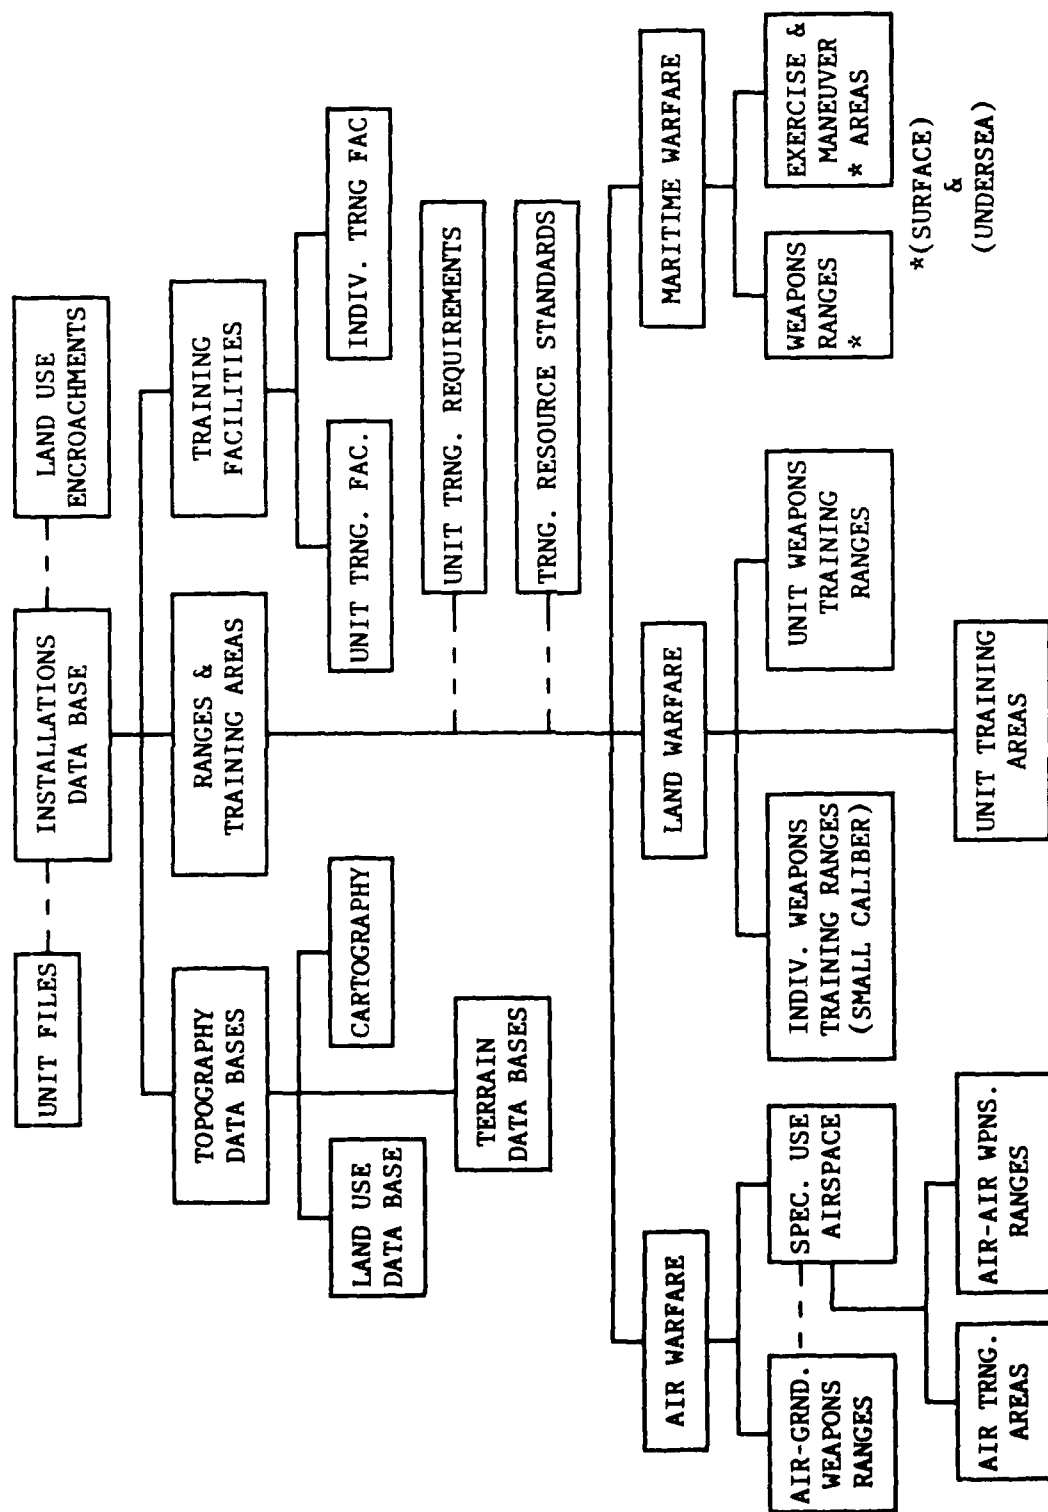 UNIT FILES
INSTALLATIONS
DATA BASE
LAND USE
ENCROACHMENTS
TOPOGRAPHY
DATA BASES
RANGES &
TRAINING AREAS
TRAINING
FACILITIES
LAND USE
DATA BASE
CARTOGRAPHY
UNIT TRNG. FAC.
INDIV. TRNG FAC
TERRAIN
DATA BASES
UNIT TRNG. REQUIREMENTS
TRNG. RESOURCE STANDARDS
AIR WARFARE
LAND WARFARE
MARITIME WARFARE
AIR-GRND.
WEAPONS
RANGES
SPEC. USE
AIRSPACE
INDIV. WEAPONS
TRAINING RANGES
(SMALL CALIBER)
UNIT WEAPONS
TRAINING
RANGES
WEAPONS
RANGES
*
EXERCISE &
MANEUVER
* AREAS
*(SURFACE)
&
(UNDERSEA)
AIR TRNG.
AREAS
AIR-AIR WPNS.
RANGES
UNIT TRAINING
AREAS